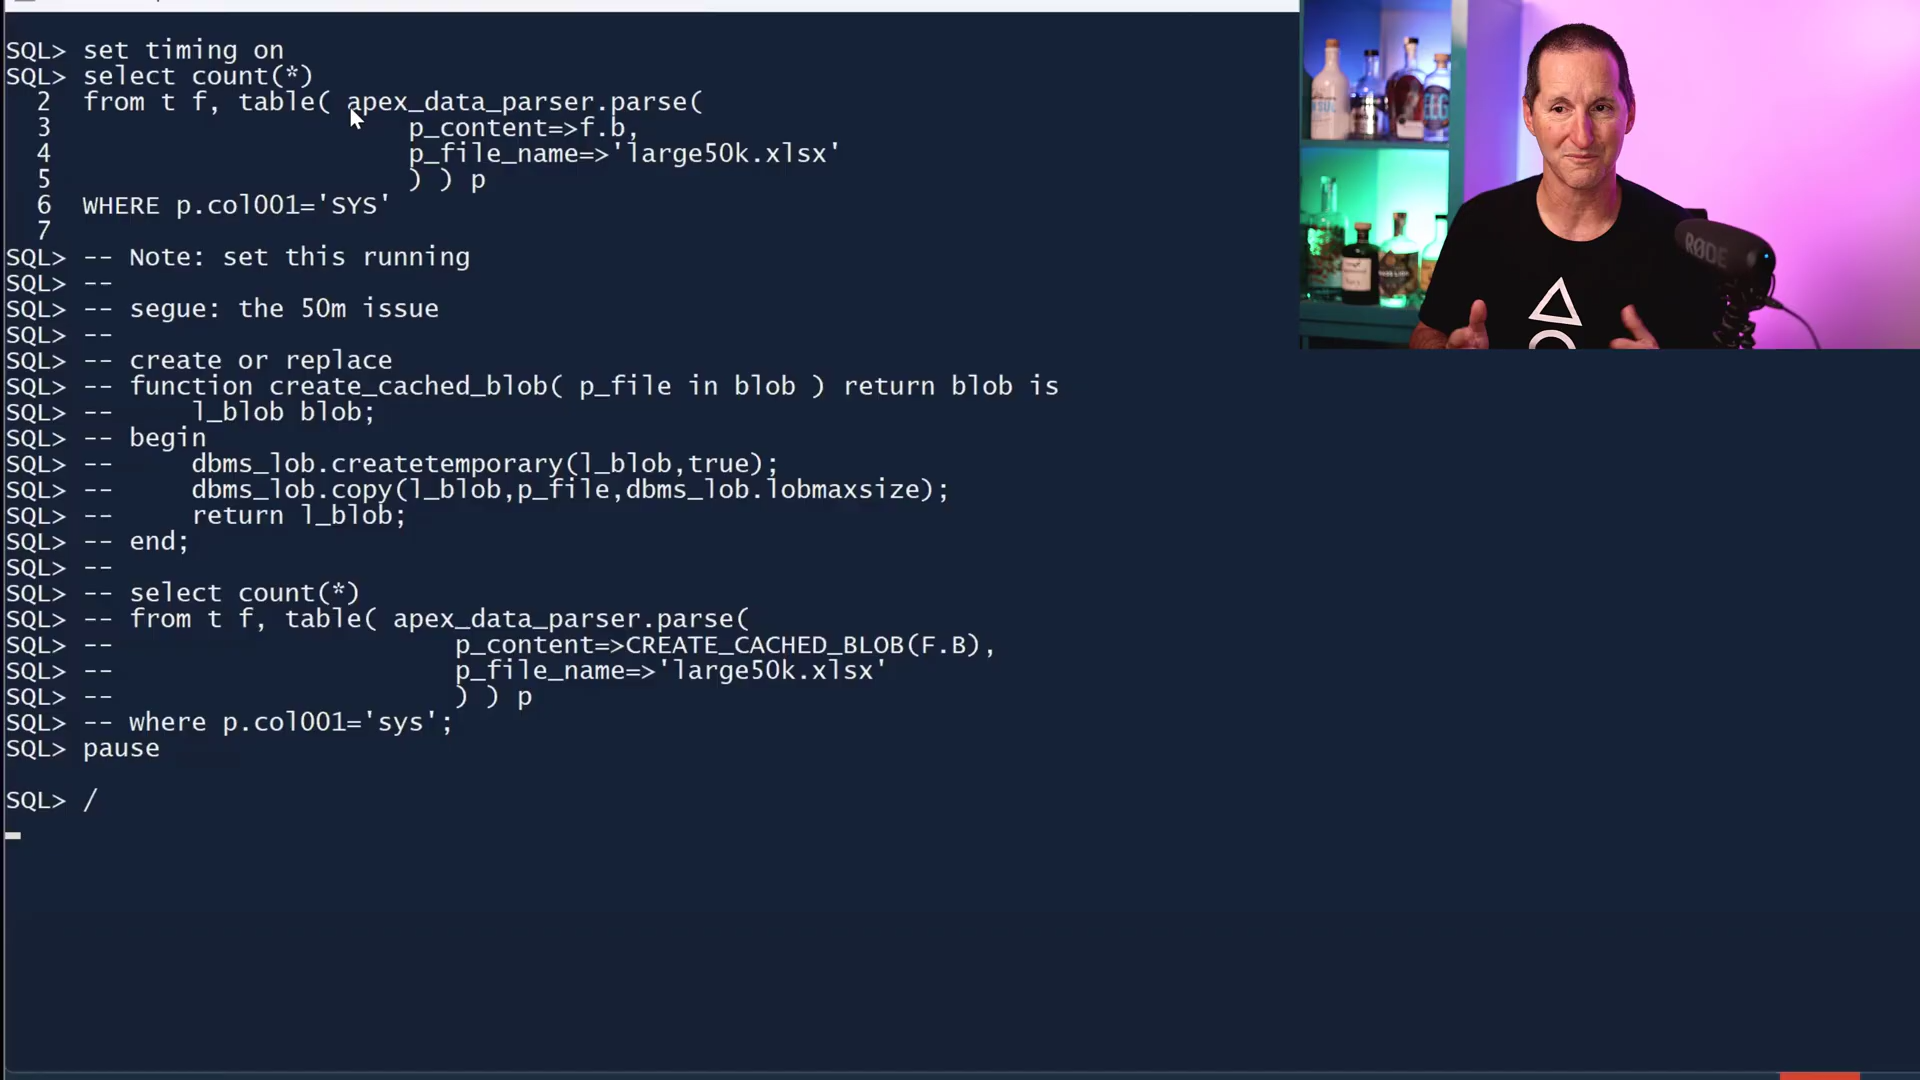 SQL> set timing on
SQL> select count(*)
2 from t f, table( apex_data_parser.parse(
3 p_content=>f.b,
4 p_file_name=>'large50k.xlsx'
5 ) ) p
6 WHERE p.col001='SYS'
7
SQL> -- Note: set this running
SQL> --
SQL> -- segue: the 50m issue
SQL> --
SQL> -- create or replace
SQL> -- function create_cached_blob( p_file in blob ) return blob is
SQL> -- l_blob blob;
SQL> -- begin
SQL> -- dbms_lob.createtemporary(l_blob,true);
SQL> -- dbms_lob.copy(l_blob,p_file,dbms_lob.lobmaxsize);
SQL> -- return l_blob;
SQL> -- end;
SQL> --
SQL> -- select count(*)
SQL> -- from t f, table( apex_data_parser.parse(
SQL> -- p_content=>CREATE_CACHED_BLOB(F.B),
SQL> -- p_file_name=>'large50k.xlsx'
SQL> -- ) ) p
SQL> -- where p.col001='sys';
SQL> pause
SQL> /
RØDE